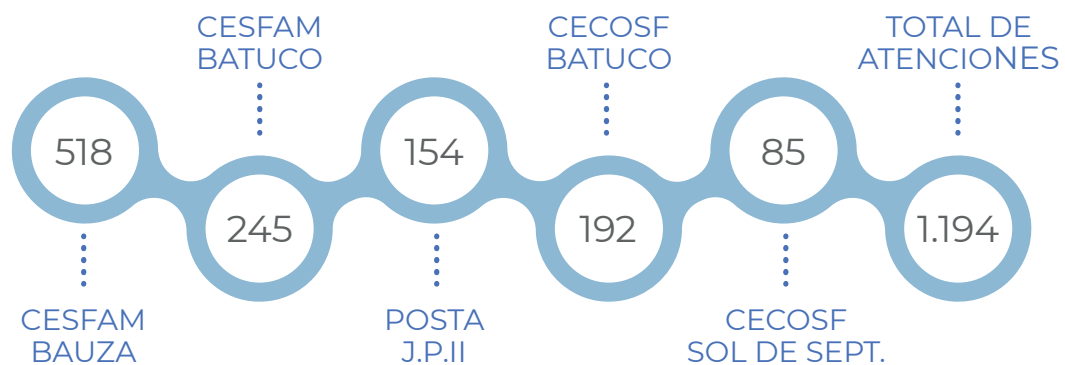 CESFAM
BATUCO
CECOSF
BATUCO
TOTAL DE
ATENCIONES
518
154
85
245
192
1.194
CESFAM
BAUZA
POSTA
J.P.II
CECOSF
SOL DE SEPT.